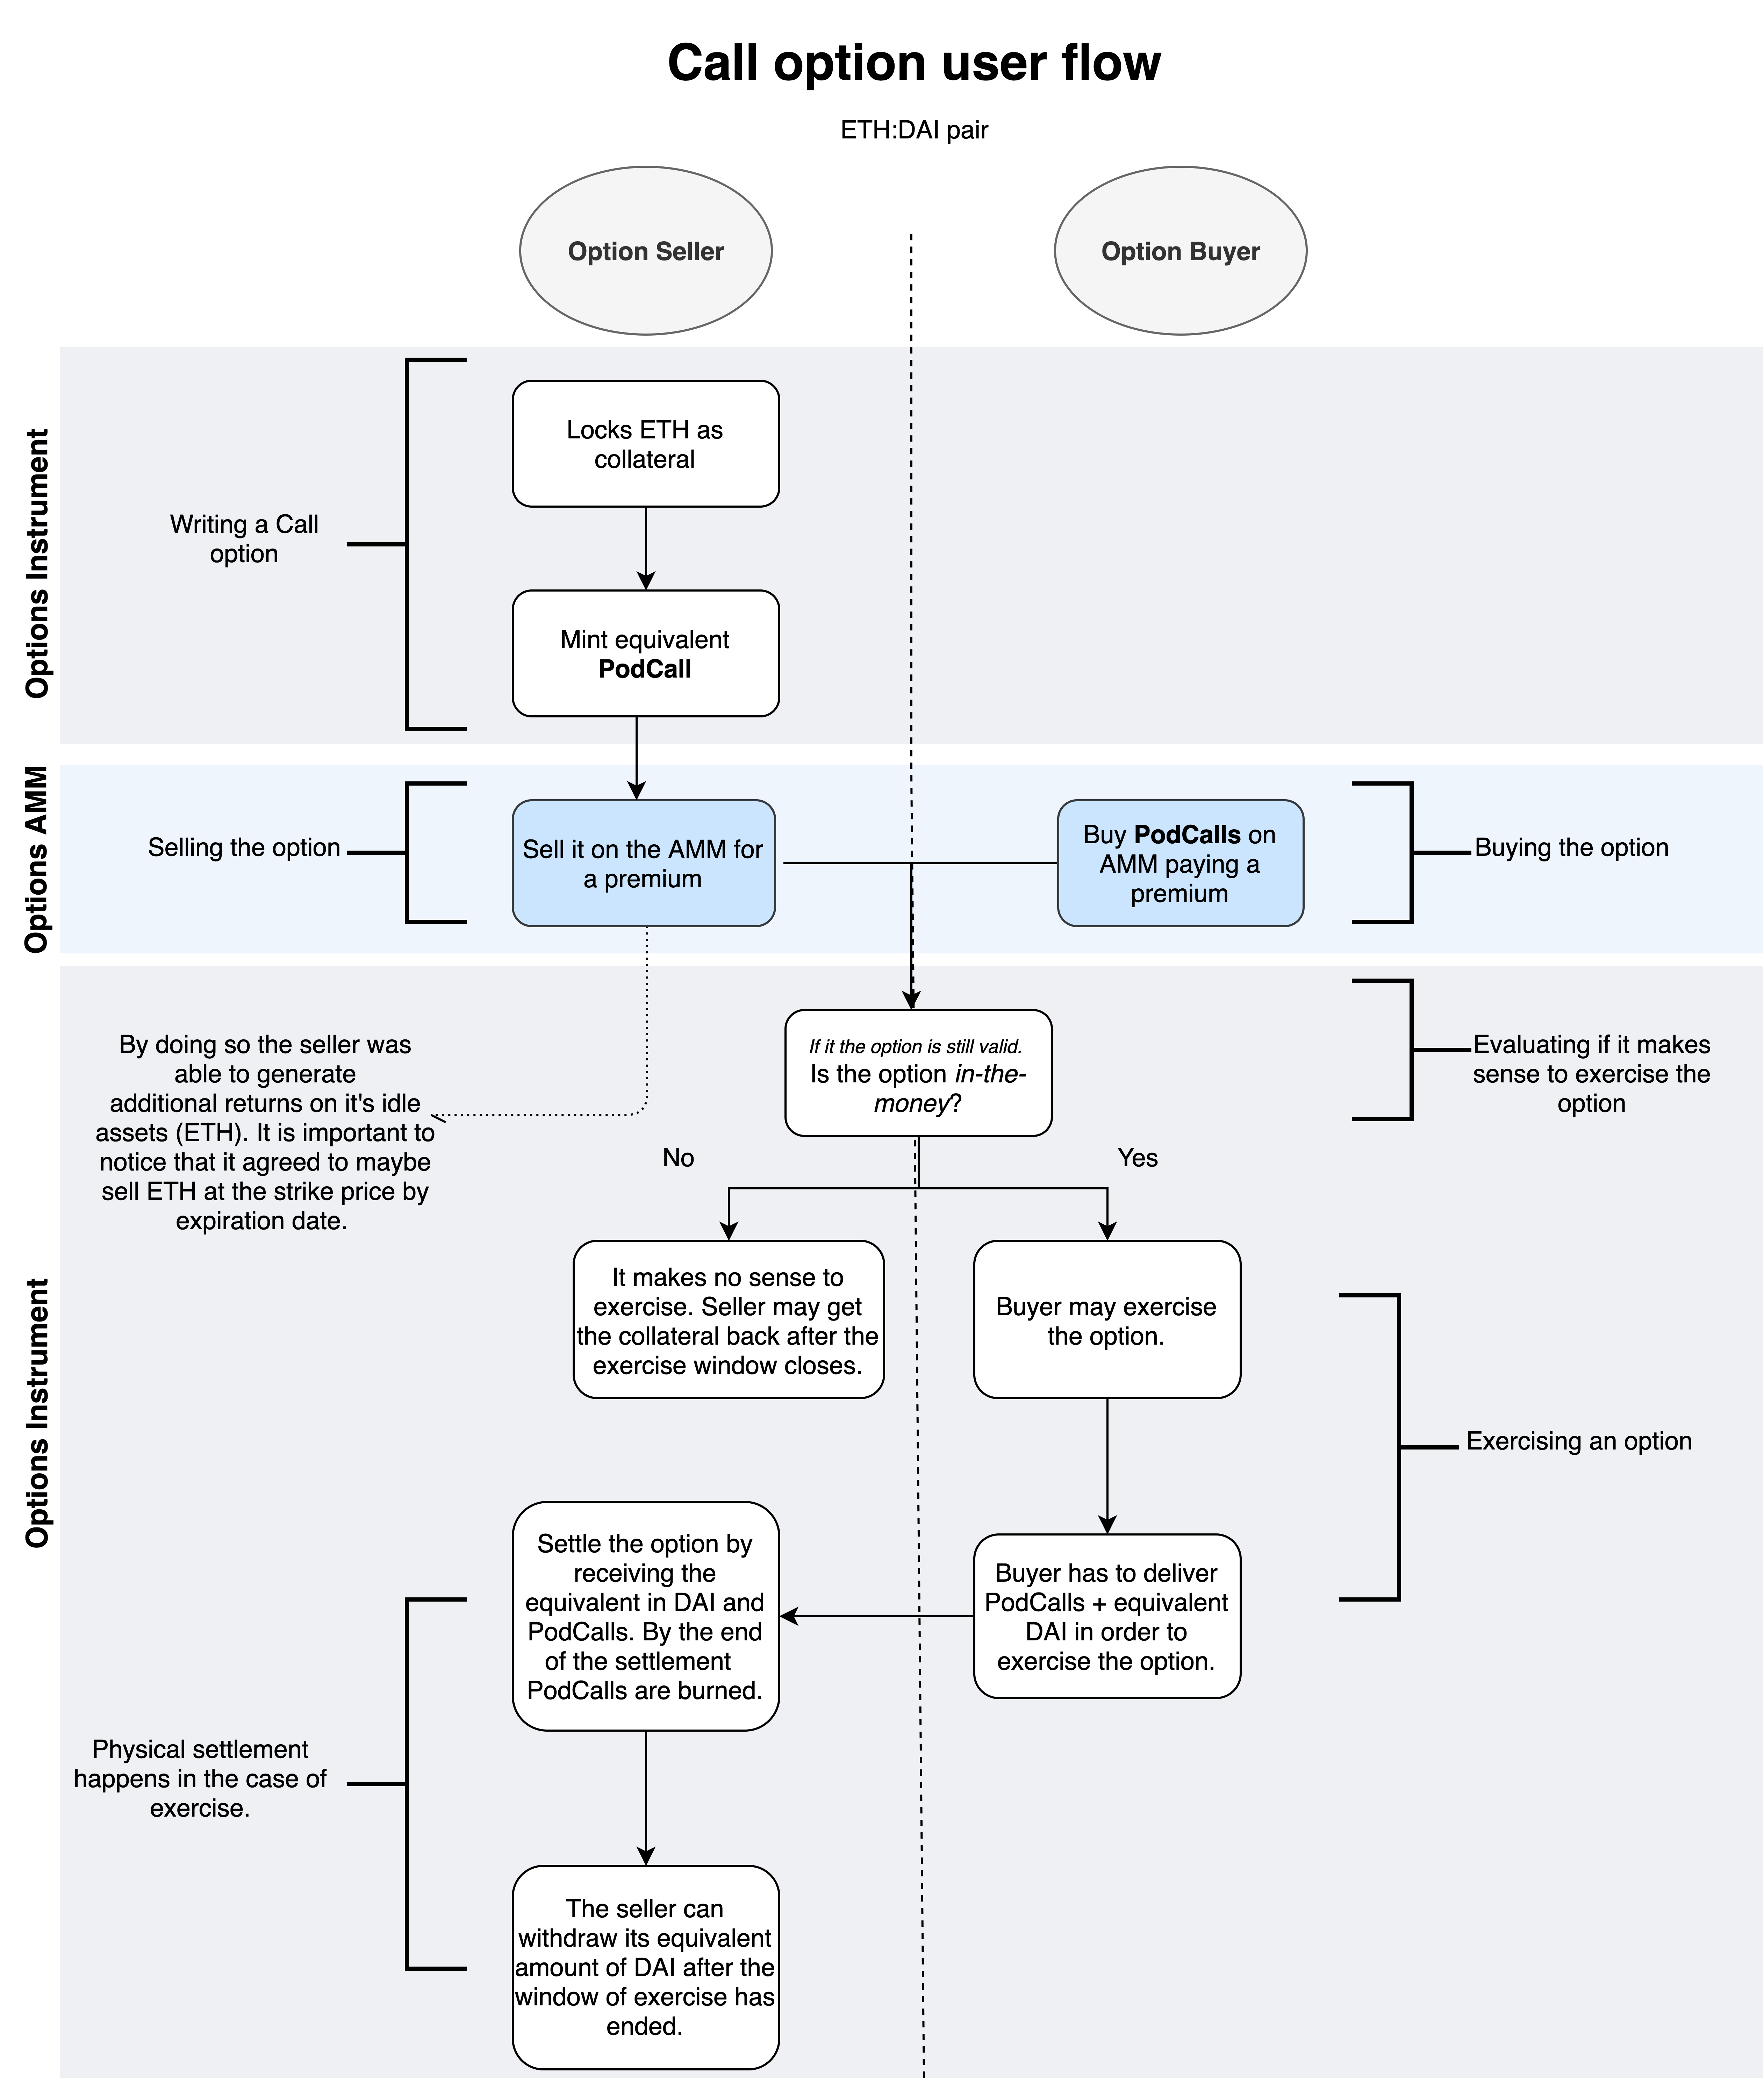 Call option user flow
ETH:DAI pair
Option Seller
Option Buyer
Options Instrument
Writing a Call
option
Locks ETH as
collateral
Mint equivalent
PodCall
Options AMM
Selling the option
Sell it on the AMM for
a premium
Buy PodCalls on
AMM paying a
premium
Buying the option
Options Instrument
By doing so the seller was
able to generate
additional returns on it's idle
assets (ETH). It is important to
notice that it agreed to maybe
sell ETH at the strike price by
expiration date.
If it the option is still valid.
Is the option in-the-
money?
Evaluating if it makes
sense to exercise the
option
No
Yes
It makes no sense to
exercise. Seller may get
the collateral back after the
exercise window closes.
Buyer may exercise
the option.
Exercising an option
Settle the option by
receiving the
equivalent in DAI and
PodCalls. By the end
of the settlement
PodCalls are burned.
Buyer has to deliver
PodCalls + equivalent
DAI in order to
exercise the option.
Physical settlement
happens in the case of
exercise.
The seller can
withdraw its equivalent
amount of DAI after the
window of exercise has
ended.